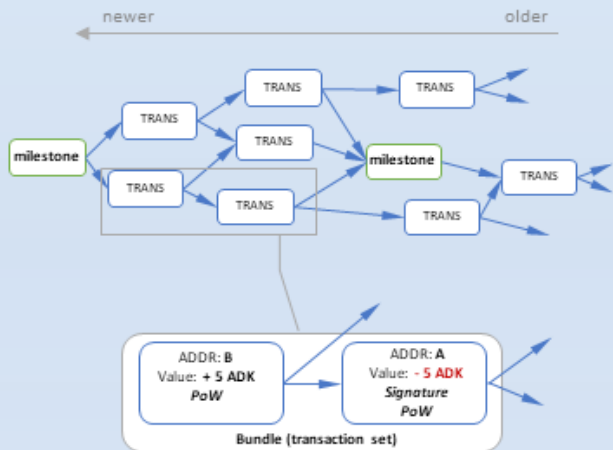 newer
older
TRANS
TRANS
TRANS
TRANS
milestone
milestone
TRANS
TRANS
TRANS
TRANS
ADDR: B
Value: + 5 ADK
PoW
ADDR: A
Value: - 5 ADK
Signature
PoW
Bundle (transaction set)